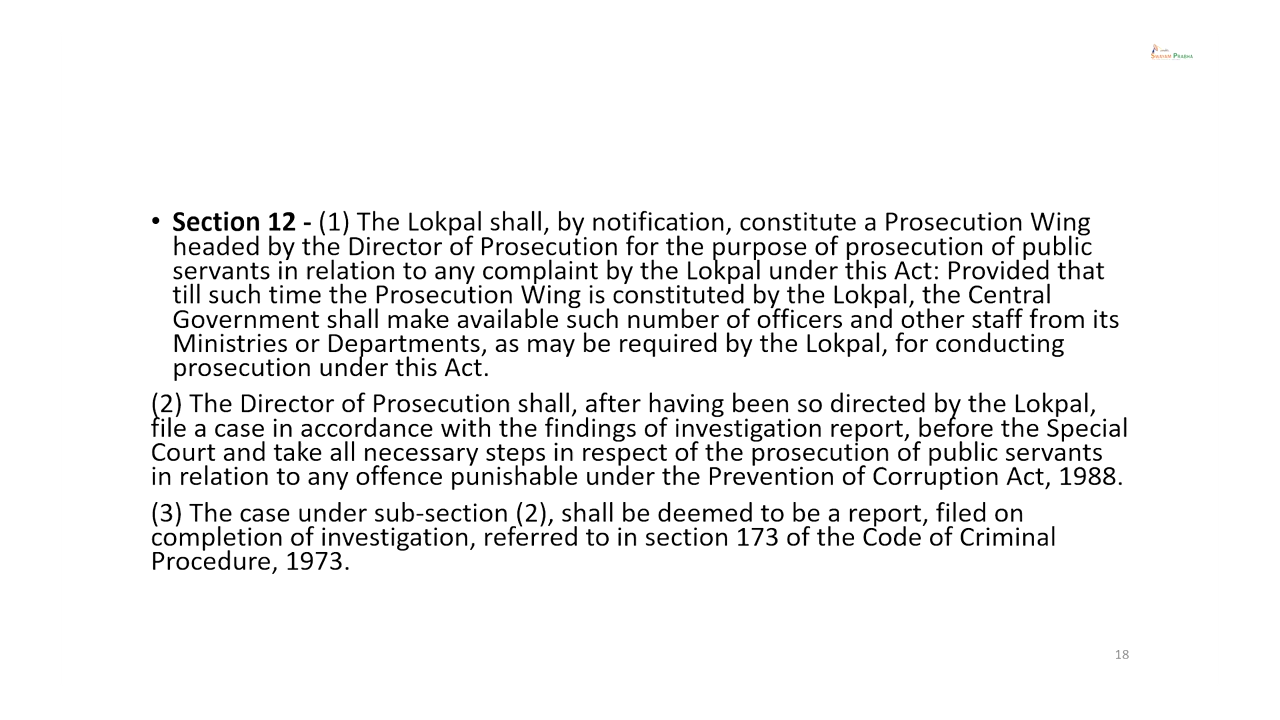 SWAYAM PRABHA
• Section 12 - (1) The Lokpal shall, by notification, constitute a Prosecution Wing
headed by the Director of Prosecution for the purpose of prosecution of public
servants in relation to any complaint by the Lokpal under this Act: Provided that
till such time the Prosecution Wing is constituted by the Lokpal, the Central
Government shall make available such number of officers and other staff from its
Ministries or Departments, as may be required by the Lokpal, for conducting
prosecution under this Act.
(2) The Director of Prosecution shall, after having been so directed by the Lokpal,
file a case in accordance with the findings of investigation report, before the Special
Court and take all necessary steps in respect of the prosecution of public servants
in relation to any offence punishable under the Prevention of Corruption Act, 1988.
(3) The case under sub-section (2), shall be deemed to be a report, filed on
completion of investigation, referred to in section 173 of the Code of Criminal
Procedure, 1973.
18